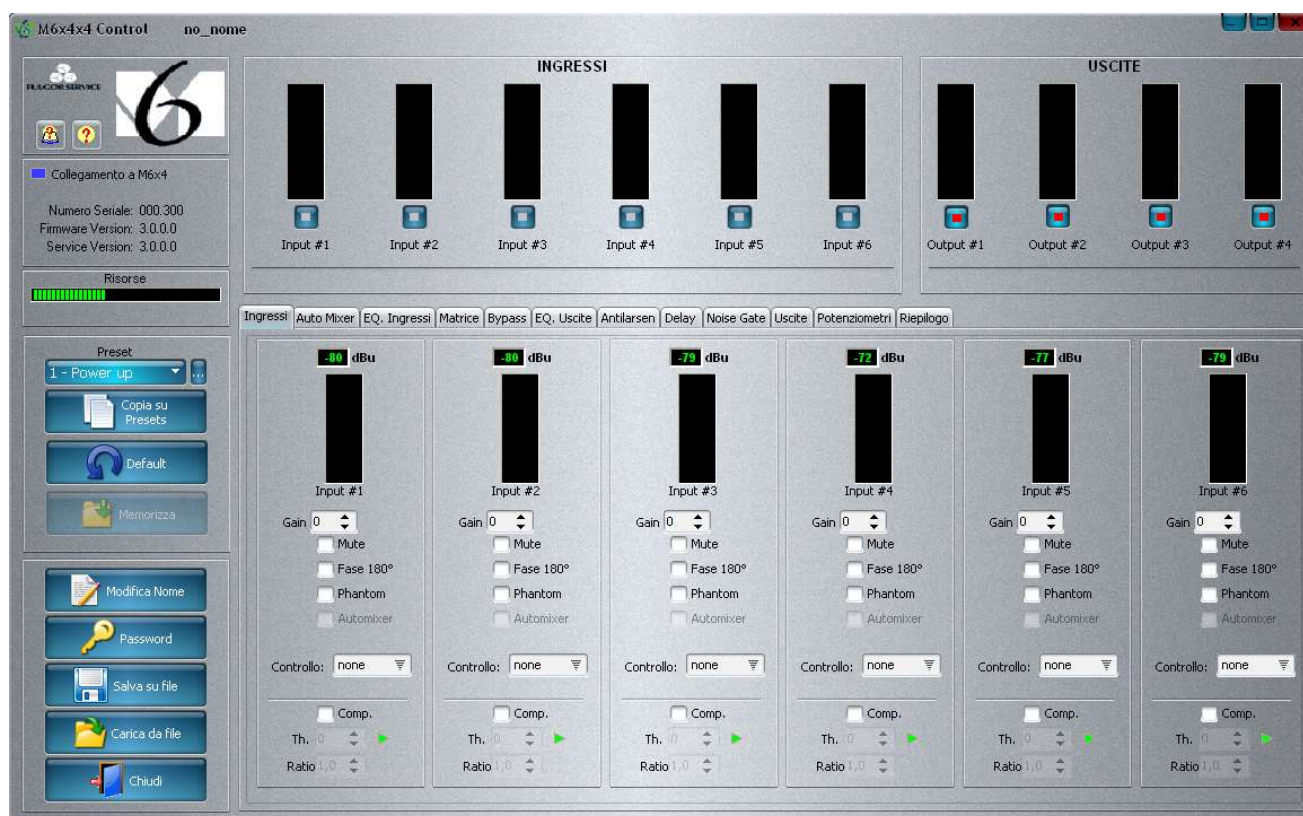 M6x4x4 Control no_nome
FULGOR SERVICE
6
Collegamento a M6x4
Numero Seriale: 000.300
Firmware Version: 3.0.0.0
Service Version: 3.0.0.0
Risorse
INGRESSI
Input #1 Input #2 Input #3 Input #4 Input #5 Input #6
USCITE
Output #1 Output #2 Output #3 Output #4
Preset
1 - Power up ...
Copia su
Presets
Default
Memorizza
Modifica Nome
Password
Salva su file
Carica da file
Chiudi
Ingressi Auto Mixer EQ. Ingressi Matrice Bypass EQ. Uscite Antilarsen Delay Noise Gate Uscite Potenziometri Riepilogo
-80 dBu -80 dBu -79 dBu -72 dBu -77 dBu -79 dBu
Input #1 Input #2 Input #3 Input #4 Input #5 Input #6
Gain 0 Gain 0 Gain 0 Gain 0 Gain 0 Gain 0
Mute Mute Mute Mute Mute Mute
Fase 180° Fase 180° Fase 180° Fase 180° Fase 180° Fase 180°
Phantom Phantom Phantom Phantom Phantom Phantom
Automixer Automixer Automixer Automixer Automixer Automixer
Controllo: none Controllo: none Controllo: none Controllo: none Controllo: none Controllo: none
Comp. Comp. Comp. Comp. Comp. Comp.
Th. 0 Th. 0 Th. 0 Th. 0 Th. 0 Th. 0
Ratio 1,0 Ratio 1,0 Ratio 1,0 Ratio 1,0 Ratio 1,0 Ratio 1,0